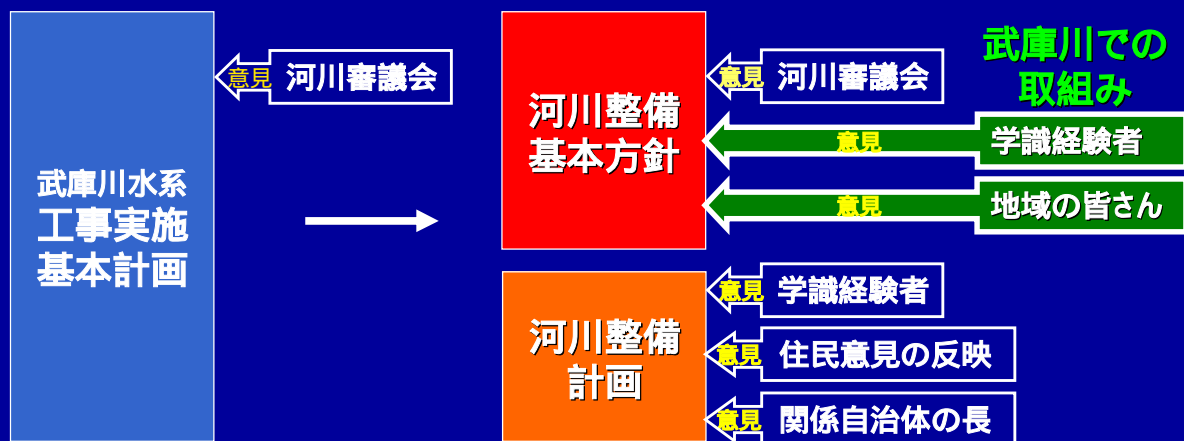 武庫川水系
工事実施
基本計画
意見 河川審議会
河川整備
基本方針
意見 河川審議会
武庫川での
取組み
意見 学識経験者
意見 地域の皆さん
河川整備
計画
意見 学識経験者
意見 住民意見の反映
意見 関係自治体の長